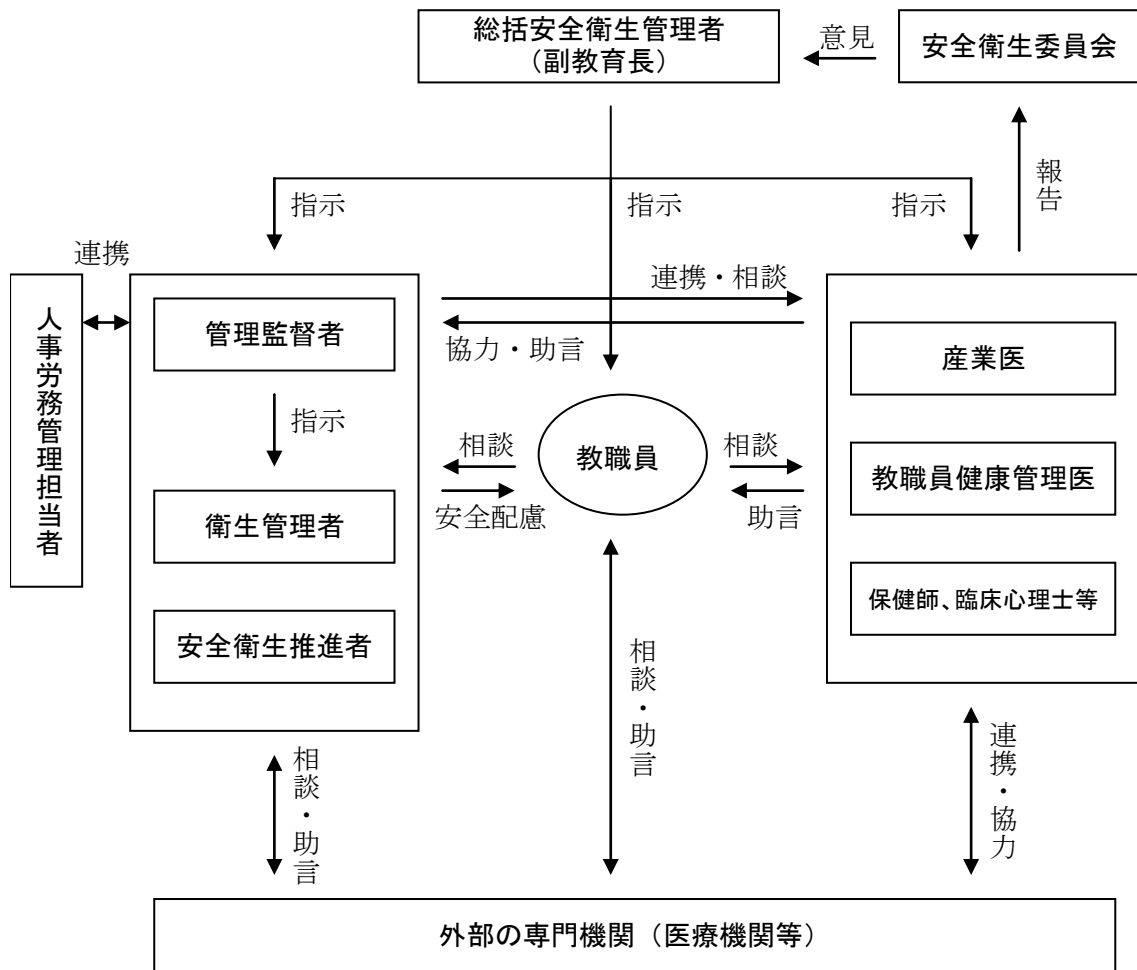 総括安全衛生管理者
（副教育長）
意見
安全衛生委員会
報告
指示
指示
指示
連携
人事労務管理担当者
管理監督者
指示
衛生管理者
安全衛生推進者
連携・相談
協力・助言
教職員
相談
安全配慮
相談
助言
産業医
教職員健康管理医
保健師、臨床心理士等
相談・助言
相談・助言
連携・協力
外部の専門機関（医療機関等）